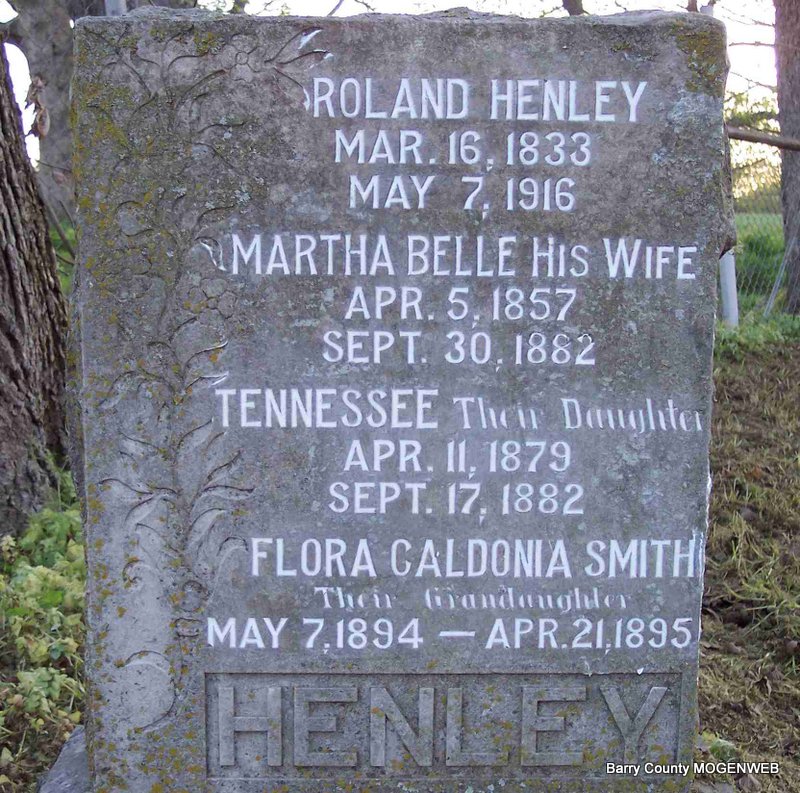 ROLAND HENLEY
MAR. 16, 1833
MAY 7, 1916
MARTHA BELLE HIS WIFE
APR. 5, 1857
SEPT. 30, 1882
TENNESSEE Their Daughter
APR. 11, 1879
SEPT. 17, 1882
FLORA CALDONIA SMITH
Their Grandaughter
MAY 7, 1894 — APR. 21, 1895
HENLEY
Barry County MOGENWEB